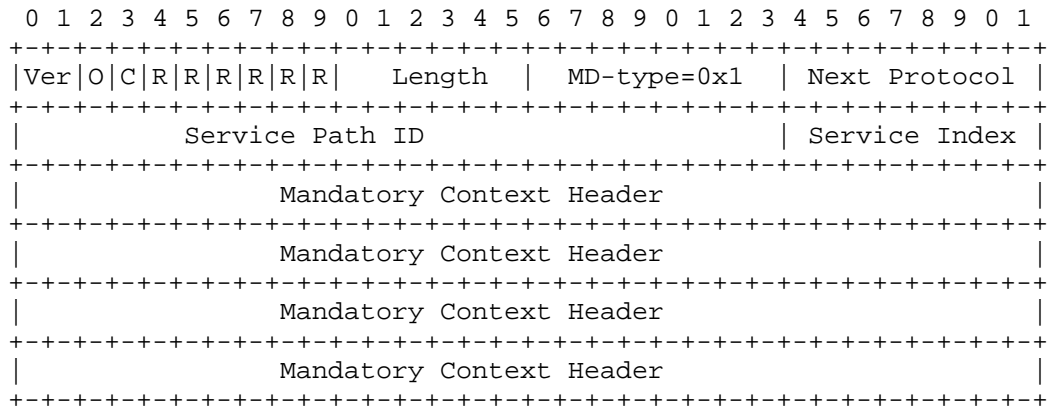 0 1 2 3 4 5 6 7 8 9 0 1 2 3 4 5 6 7 8 9 0 1 2 3 4 5 6 7 8 9 0 1
+-+-+-+-+-+-+-+-+-+-+-+-+-+-+-+-+-+-+-+-+-+-+-+-+-+-+-+-+-+-+-+-+
|Ver|O|C|R|R|R|R|R|R|   Length  |  MD-type=0x1  | Next Protocol |
+-+-+-+-+-+-+-+-+-+-+-+-+-+-+-+-+-+-+-+-+-+-+-+-+-+-+-+-+-+-+-+-+
|          Service Path ID                      | Service Index |
+-+-+-+-+-+-+-+-+-+-+-+-+-+-+-+-+-+-+-+-+-+-+-+-+-+-+-+-+-+-+-+-+
|                Mandatory Context Header                       |
+-+-+-+-+-+-+-+-+-+-+-+-+-+-+-+-+-+-+-+-+-+-+-+-+-+-+-+-+-+-+-+-+
|                Mandatory Context Header                       |
+-+-+-+-+-+-+-+-+-+-+-+-+-+-+-+-+-+-+-+-+-+-+-+-+-+-+-+-+-+-+-+-+
|                Mandatory Context Header                       |
+-+-+-+-+-+-+-+-+-+-+-+-+-+-+-+-+-+-+-+-+-+-+-+-+-+-+-+-+-+-+-+-+
|                Mandatory Context Header                       |
+-+-+-+-+-+-+-+-+-+-+-+-+-+-+-+-+-+-+-+-+-+-+-+-+-+-+-+-+-+-+-+-+